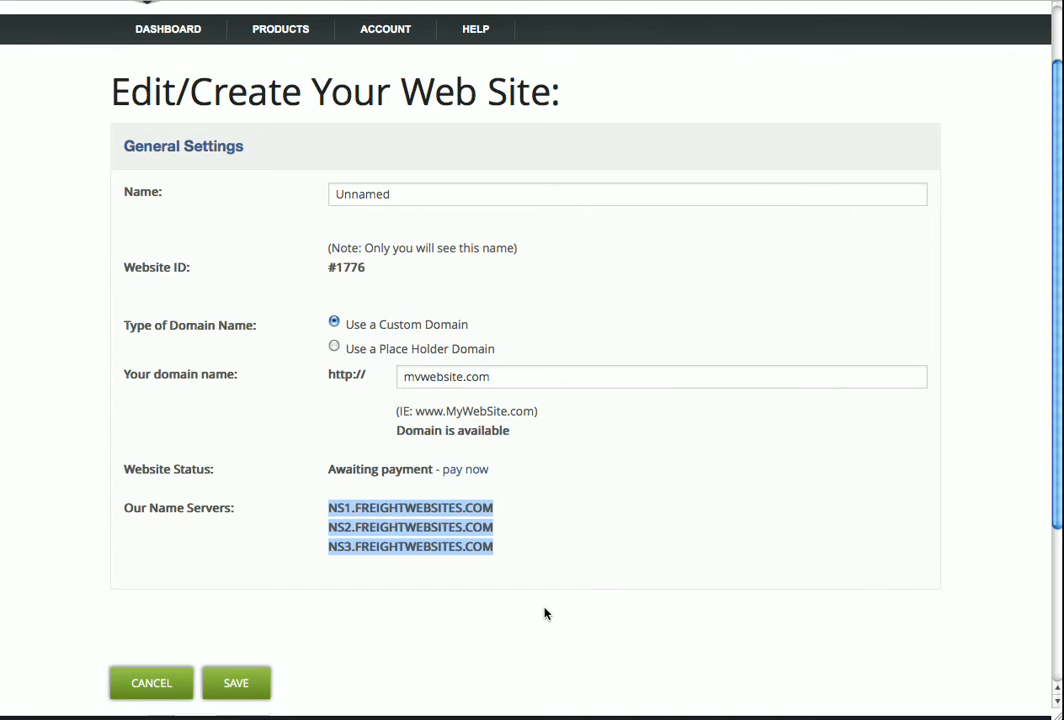 DASHBOARD PRODUCTS ACCOUNT HELP
Edit/Create Your Web Site:
General Settings
Name: Unnamed
(Note: Only you will see this name)
Website ID: #1776
Type of Domain Name: Use a Custom Domain
Use a Place Holder Domain
Your domain name: http:// mvwebsite.com
(IE: www.MyWebSite.com)
Domain is available
Website Status: Awaiting payment - pay now
Our Name Servers: NS1.FREIGHTWEBSITES.COM
NS2.FREIGHTWEBSITES.COM
NS3.FREIGHTWEBSITES.COM
CANCEL SAVE